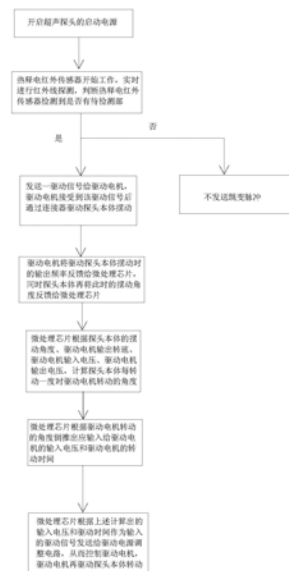 开启超声探头的启动电源
热释电红外传感器开始工作，实时
进行红外线探测，判断热释电红外
传感器检测到是否有待检测部
是
否
发送一驱动信号给驱动电机，
驱动电机接受到该驱动信号后
通过连接器驱动探头本体摆动
不发送跳变脉冲
驱动电机将驱动探头本体摆动时
的输出频率反馈给微处理芯片，
同时探头本体再将此时的摆动角
度反馈给微处理芯片
微处理芯片根据探头本体的摆
动角度、驱动电机输出转速、
驱动电机输入电压、驱动电机
输出电压，计算探头本体每转
动一度时驱动电机转动的角度
微处理芯片根据驱动电机转动
的角度倒推出应输入给驱动电
机的输入电压和驱动电机的转
动时间
微处理芯片根据上述计算出的
输入电压和驱动时间作为输入
的驱动信号发送给驱动电源调
整电路，从而控制驱动电机，
驱动电机再驱动探头本体转动